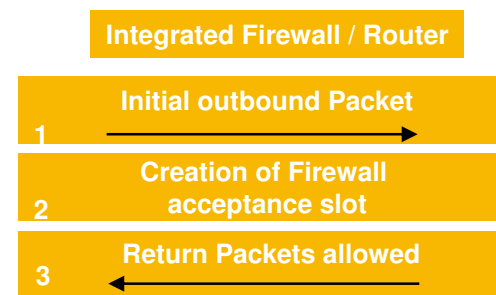 Integrated Firewall / Router
Initial outbound Packet
1
Creation of Firewall
acceptance slot
2
Return Packets allowed
3